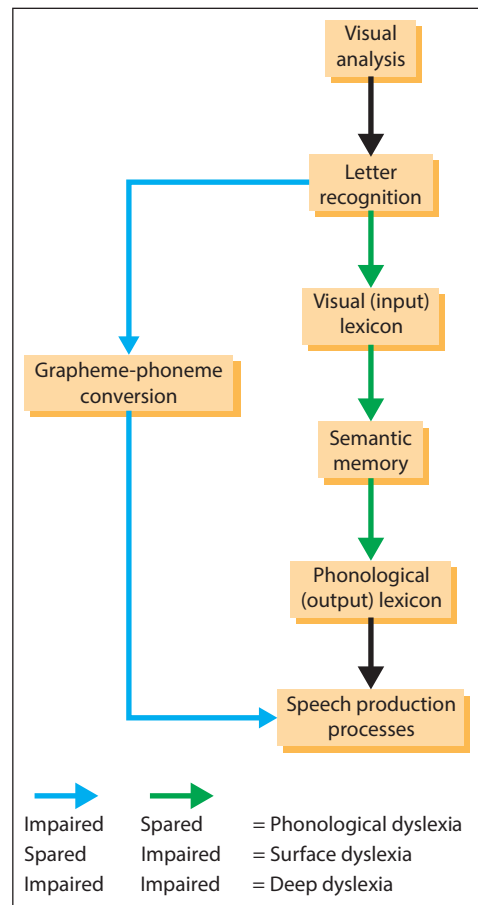 Visual
analysis
Letter
recognition
Visual (input)
lexicon
Grapheme-phoneme
conversion
Semantic
memory
Phonological
(output) lexicon
Speech production
processes
Impaired Spared = Phonological dyslexia
Spared Impaired = Surface dyslexia
Impaired Impaired = Deep dyslexia